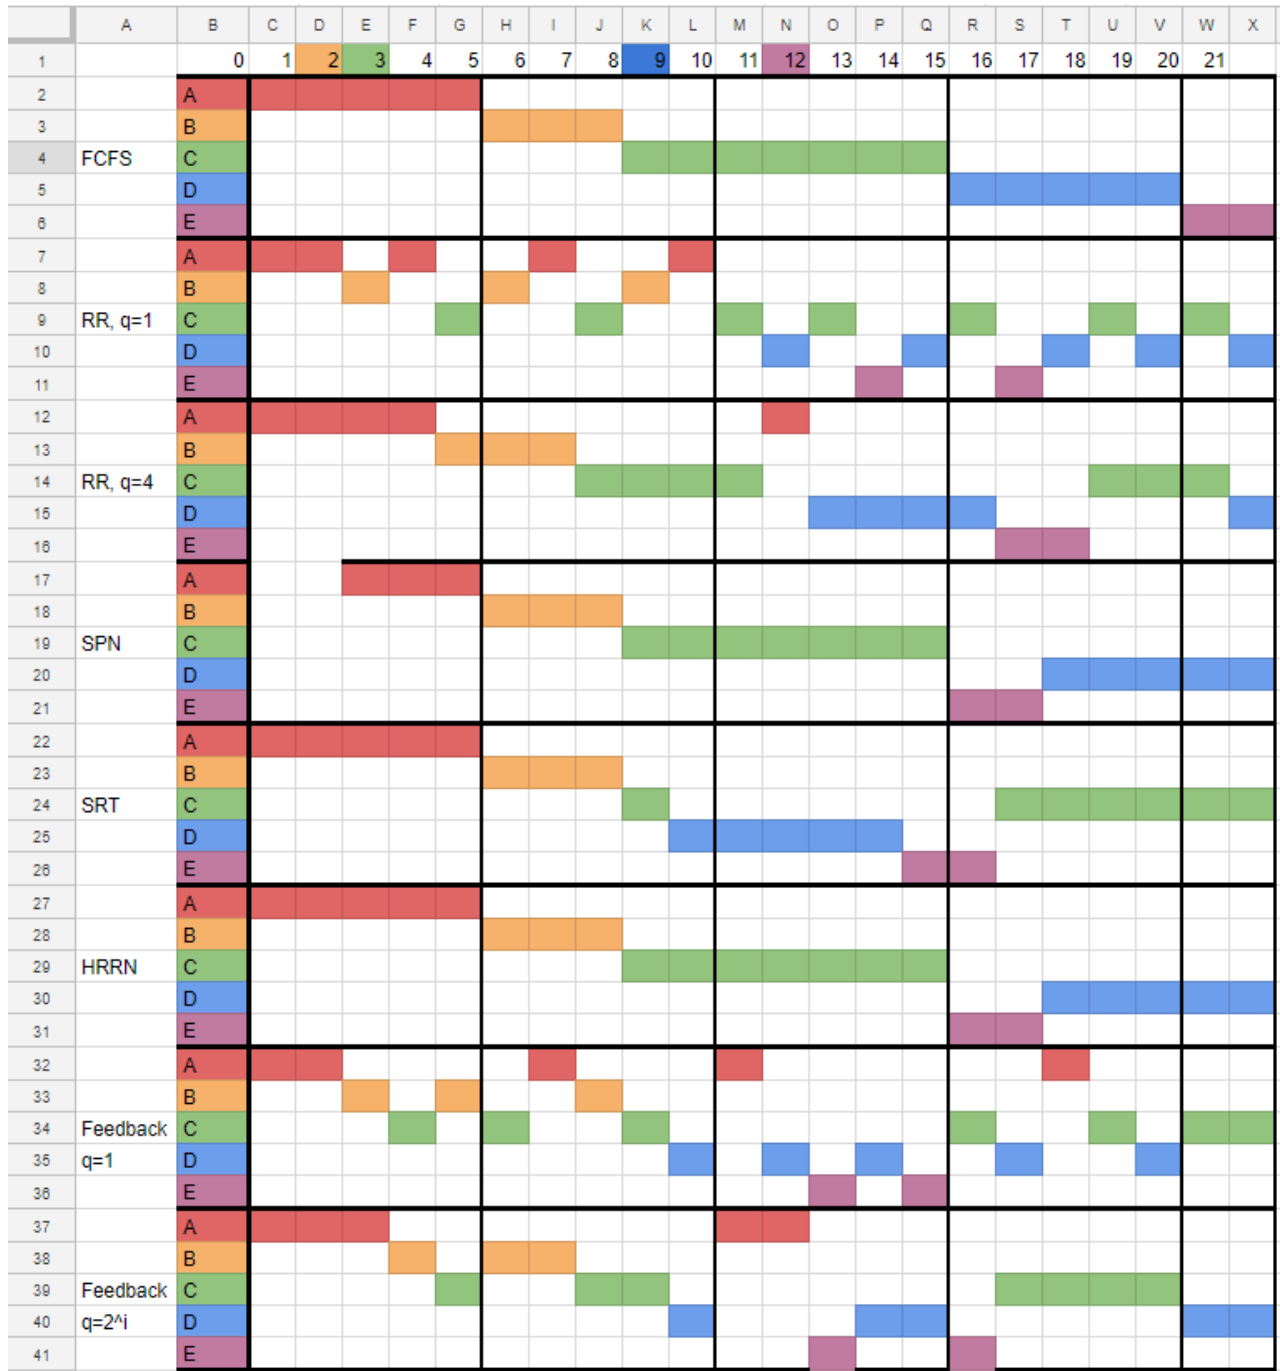 A B C D E F G H I J K L M N O P Q R S T U V W X
1 0 1 2 3 4 5 6 7 8 9 10 11 12 13 14 15 16 17 18 19 20 21
2 A
3 B
4 FCFS C
5 D
6 E
7 A
8 B
9 RR, q=1 C
10 D
11 E
12 A
13 B
14 RR, q=4 C
15 D
16 E
17 A
18 B
19 SPN C
20 D
21 E
22 A
23 B
24 SRT C
25 D
26 E
27 A
28 B
29 HRRN C
30 D
31 E
32 A
33 B
34 Feedback C
35 q=1 D
36 E
37 A
38 B
39 Feedback C
40 q=2^i D
41 E